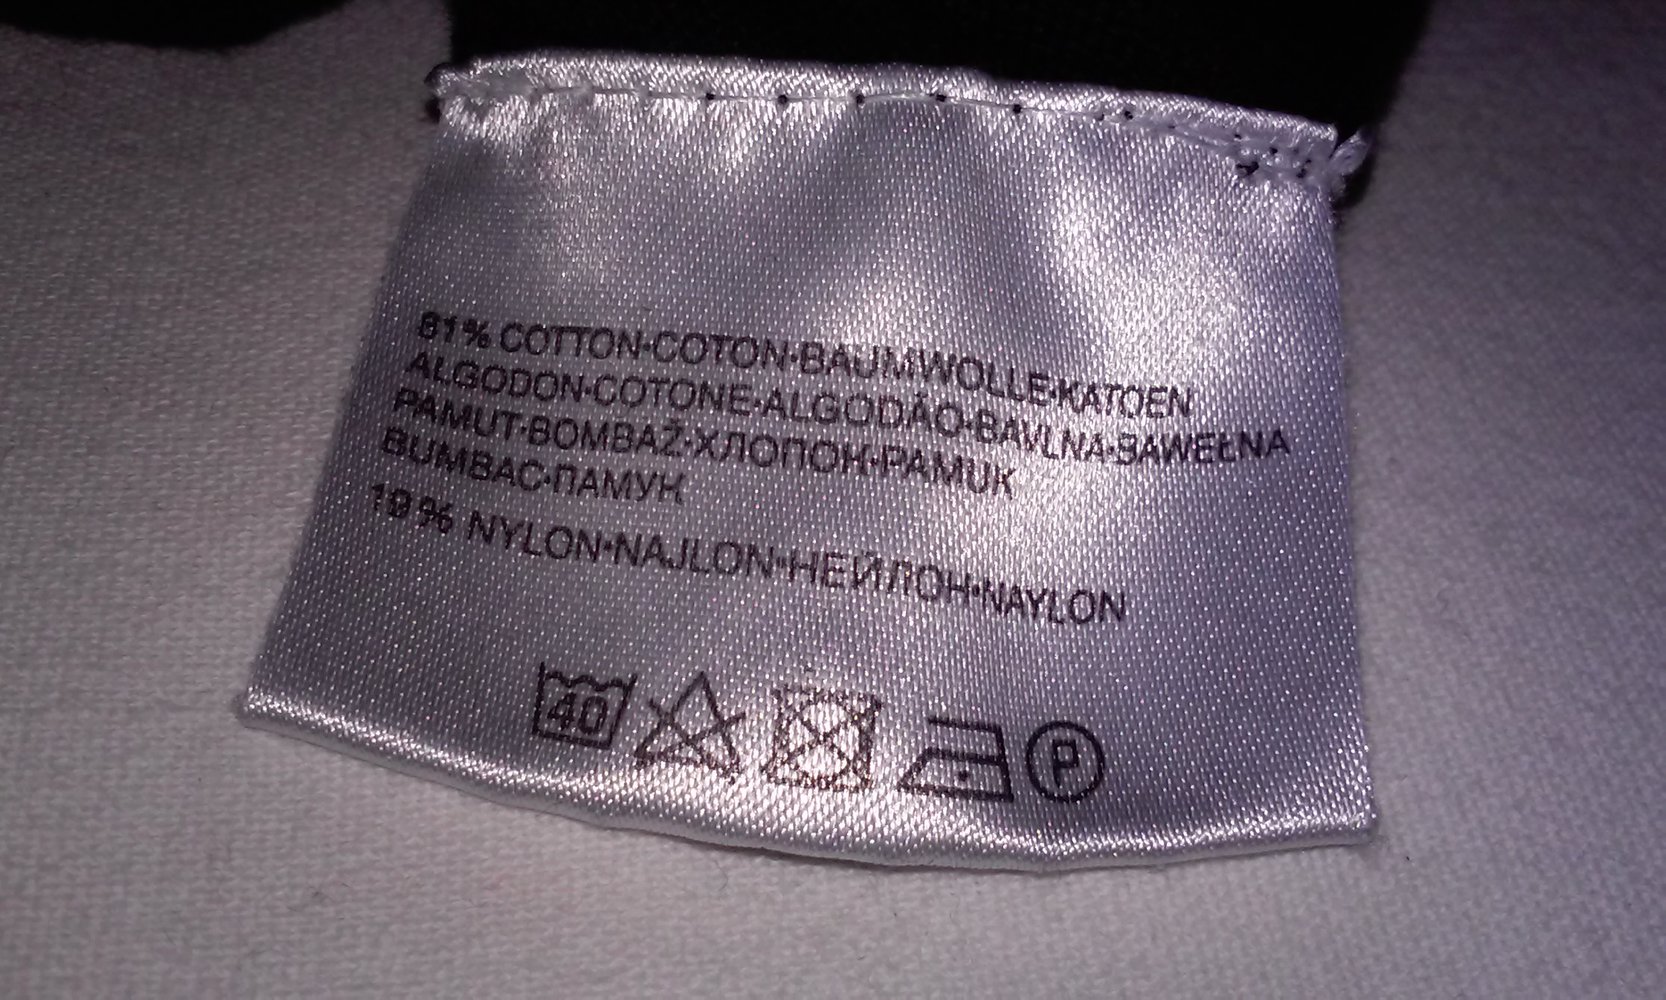 81% COTTON·COTON·BAUMWOLLE·KATOEN
ALGODON·COTONE·ALGODÃO·BAVLNA·BAWEŁNA
PAMUT·BOMBAŽ·ХЛОПОК·PAMUK
BUMBAC·ПАМУК
19% NYLON·NAJLON·НЕЙЛОН·NAYLON
40
P